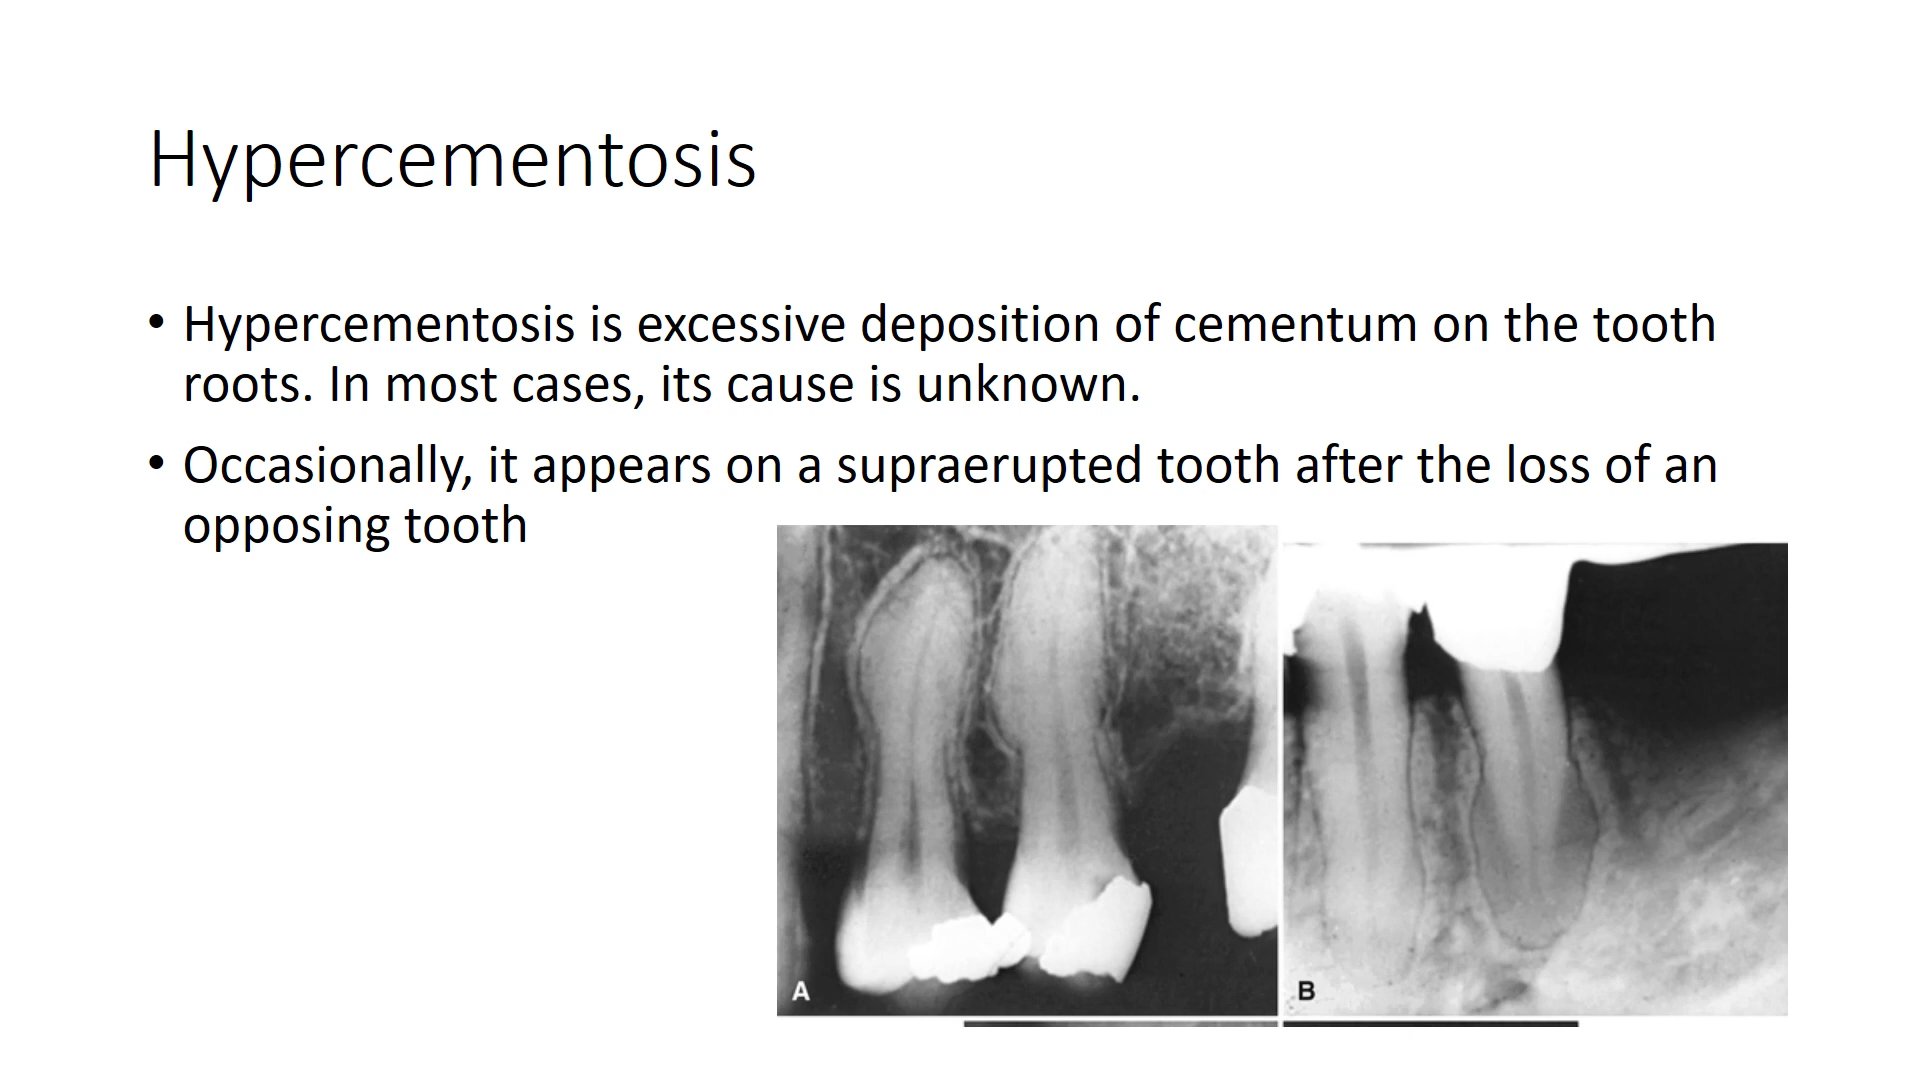 Hypercementosis
• Hypercementosis is excessive deposition of cementum on the tooth
roots. In most cases, its cause is unknown.
• Occasionally, it appears on a supraerupted tooth after the loss of an
opposing tooth
A
B